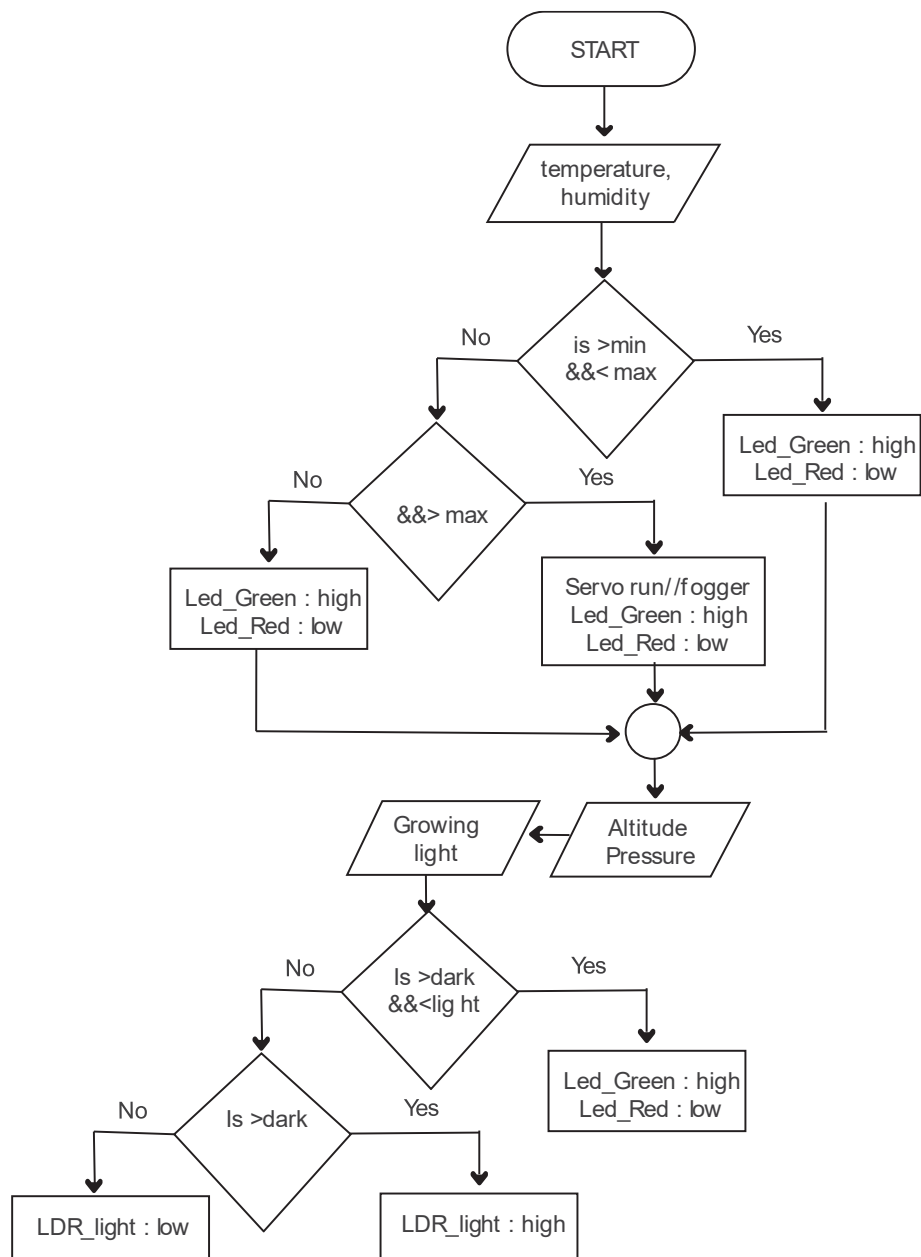 START
temperature,
humidity
No
is >min
&&< max
Yes
Led_Green : high
Led_Red : low
No
&&> max
Yes
Led_Green : high
Led_Red : low
Servo run//fogger
Led_Green : high
Led_Red : low
Growing
light
Altitude
Pressure
No
Is >dark
&&<lig ht
Yes
Led_Green : high
Led_Red : low
No
Is >dark
Yes
LDR_light : low
LDR_light : high